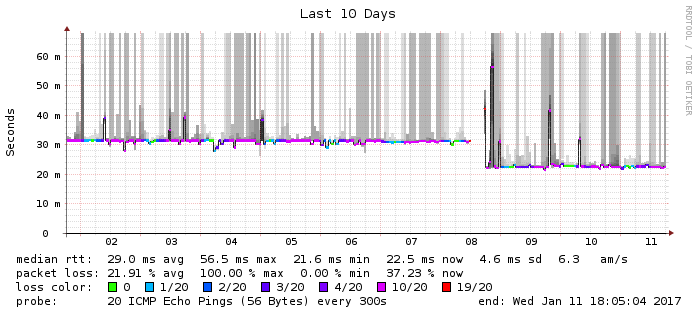 Last 10 Days
RRDTOOL / TOBI OETIKER
Seconds
60 m
50 m
40 m
30 m
20 m
10 m
0
02 03 04 05 06 07 08 09 10 11
median rtt: 29.0 ms avg 56.5 ms max 21.6 ms min 22.5 ms now 4.6 ms sd 6.3 am/s
packet loss: 21.91 % avg 100.00 % max 0.00 % min 37.23 % now
loss color: 0 1/20 2/20 3/20 4/20 10/20 19/20
probe: 20 ICMP Echo Pings (56 Bytes) every 300s end: Wed Jan 11 18:05:04 2017